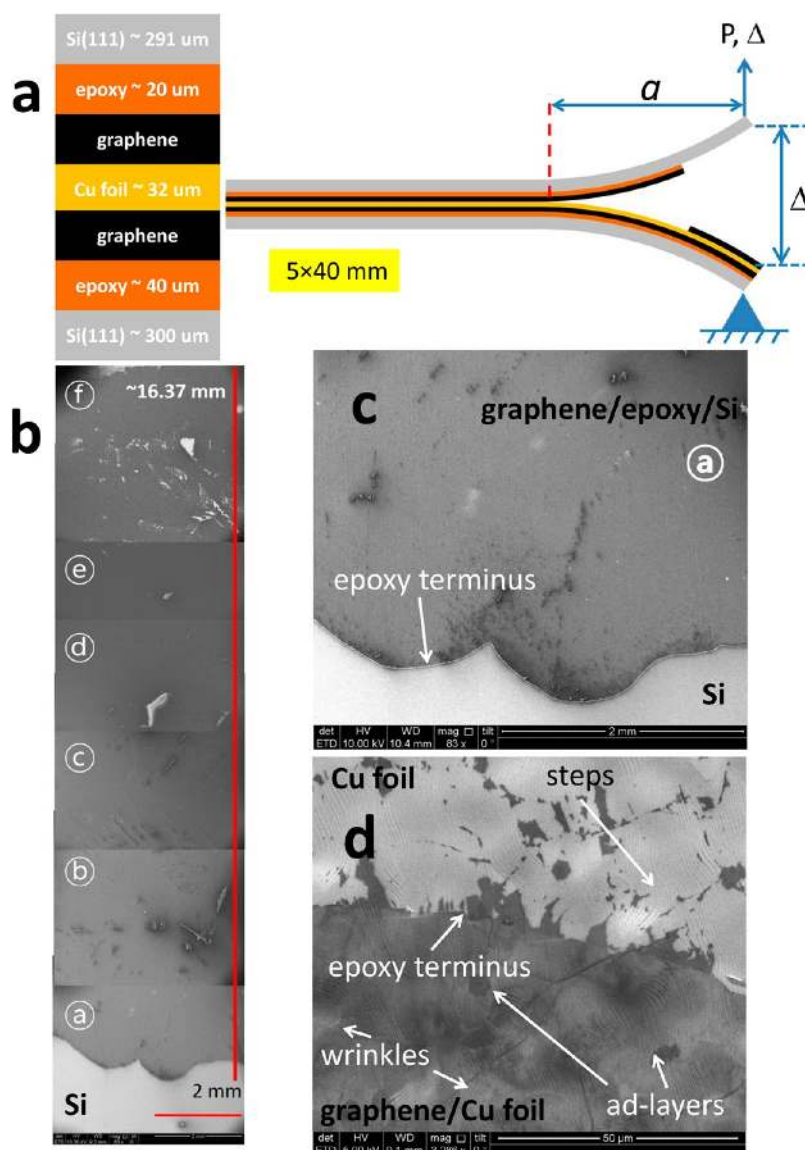 a
Si(111) ~ 291 um
epoxy ~ 20 um
graphene
Cu foil ~ 32 um
graphene
epoxy ~ 40 um
Si(111) ~ 300 um
P, Δ
a
Δ
5×40 mm
b
~16.37 mm
f
e
d
c
b
a
Si
2 mm
c
graphene/epoxy/Si
a
epoxy terminus
Si
det HV WD mag □ tilt
ETD 10.00 kV 10.4 mm 83 x 0 °
2 mm
d
Cu foil
steps
epoxy terminus
wrinkles
ad-layers
graphene/Cu foil
det HV WD mag □ tilt
50 µm